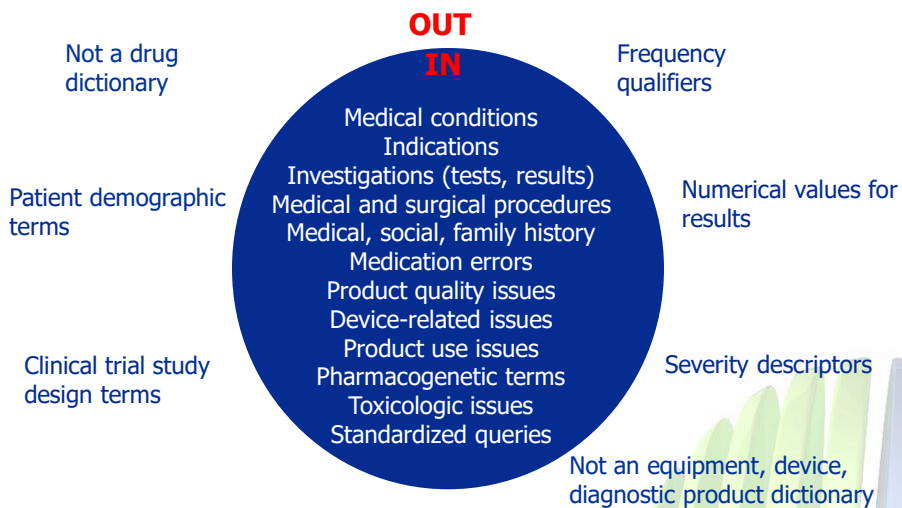 OUT
IN
Not a drug
dictionary
Frequency
qualifiers
Patient demographic
terms
Numerical values for
results
Clinical trial study
design terms
Severity descriptors
Not an equipment, device,
diagnostic product dictionary
Medical conditions
Indications
Investigations (tests, results)
Medical and surgical procedures
Medical, social, family history
Medication errors
Product quality issues
Device-related issues
Product use issues
Pharmacogenetic terms
Toxicologic issues
Standardized queries